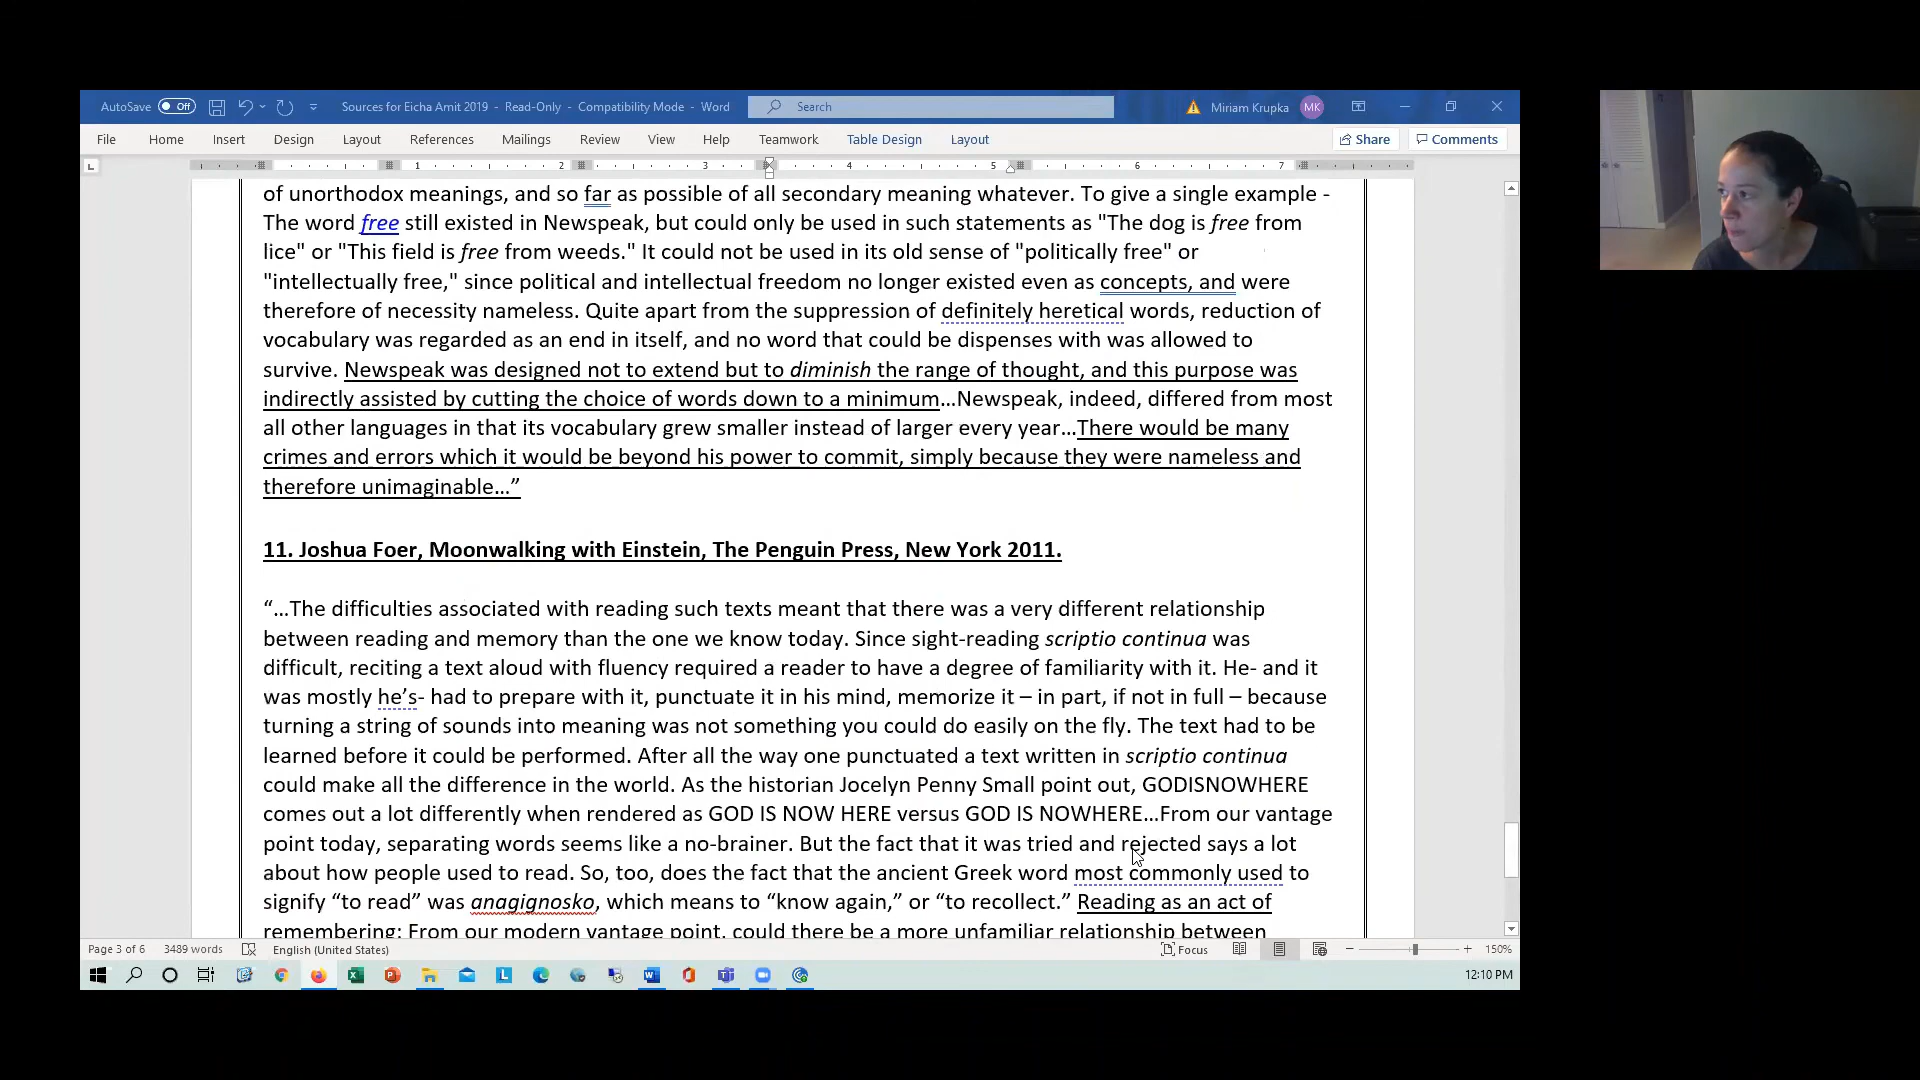 AutoSave Off Sources for Eicha Amit 2019 - Read-Only - Compatibility Mode - Word Search Miriam Krupka MK
File Home Insert Design Layout References Mailings Review View Help Teamwork Table Design Layout Share Comments
1 2 3 4 5 6 7
of unorthodox meanings, and so far as possible of all secondary meaning whatever. To give a single example -
The word free still existed in Newspeak, but could only be used in such statements as "The dog is free from
lice" or "This field is free from weeds." It could not be used in its old sense of "politically free" or
"intellectually free," since political and intellectual freedom no longer existed even as concepts, and were
therefore of necessity nameless. Quite apart from the suppression of definitely heretical words, reduction of
vocabulary was regarded as an end in itself, and no word that could be dispenses with was allowed to
survive. Newspeak was designed not to extend but to diminish the range of thought, and this purpose was
indirectly assisted by cutting the choice of words down to a minimum…Newspeak, indeed, differed from most
all other languages in that its vocabulary grew smaller instead of larger every year…There would be many
crimes and errors which it would be beyond his power to commit, simply because they were nameless and
therefore unimaginable…”
11. Joshua Foer, Moonwalking with Einstein, The Penguin Press, New York 2011.
“…The difficulties associated with reading such texts meant that there was a very different relationship
between reading and memory than the one we know today. Since sight-reading scriptio continua was
difficult, reciting a text aloud with fluency required a reader to have a degree of familiarity with it. He- and it
was mostly he’s- had to prepare with it, punctuate it in his mind, memorize it – in part, if not in full – because
turning a string of sounds into meaning was not something you could do easily on the fly. The text had to be
learned before it could be performed. After all the way one punctuated a text written in scriptio continua
could make all the difference in the world. As the historian Jocelyn Penny Small point out, GODISNOWHERE
comes out a lot differently when rendered as GOD IS NOW HERE versus GOD IS NOWHERE…From our vantage
point today, separating words seems like a no-brainer. But the fact that it was tried and rejected says a lot
about how people used to read. So, too, does the fact that the ancient Greek word most commonly used to
signify “to read” was anagignosko, which means to “know again,” or “to recollect.” Reading as an act of
remembering: From our modern vantage point, could there be a more unfamiliar relationship between
Page 3 of 6 3489 words English (United States) Focus 150%
12:10 PM